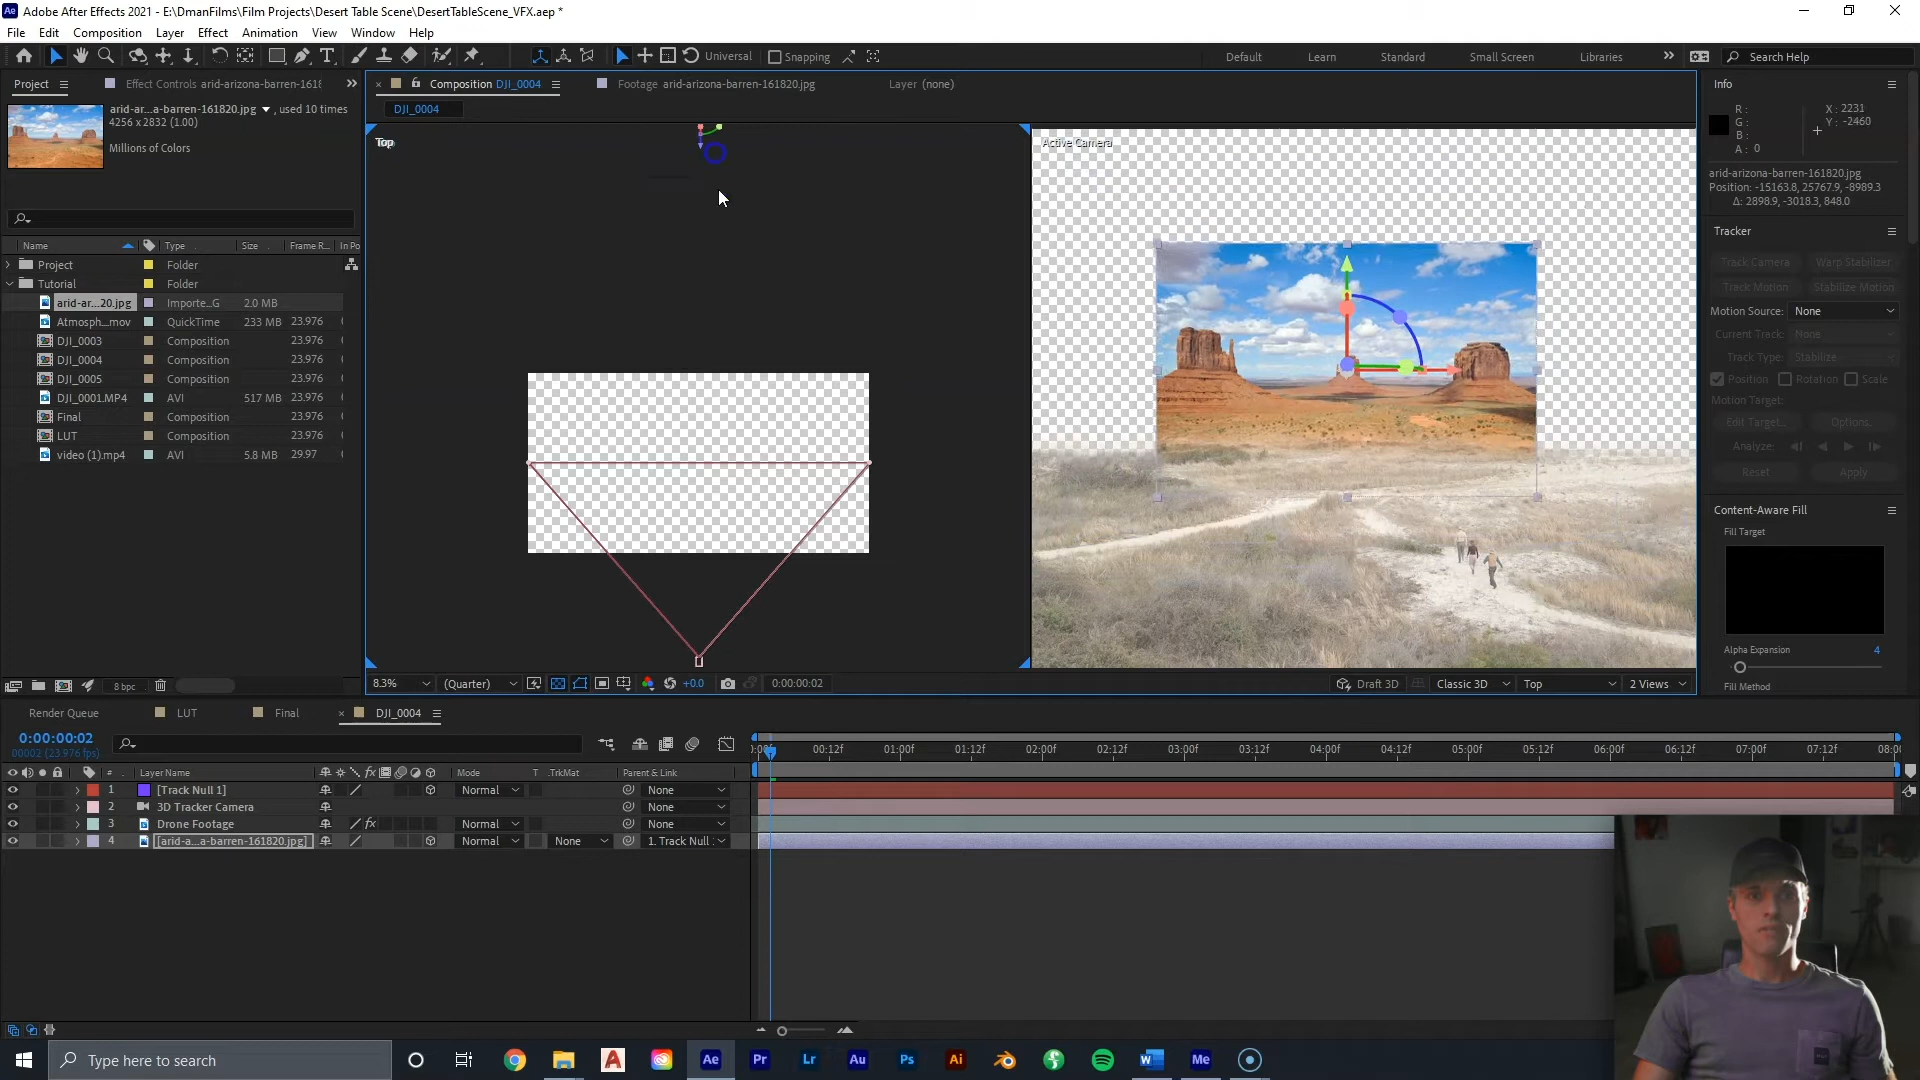 Adobe After Effects 2021 - E:\DmanFilms\Film Projects\Desert Table Scene\DesertTableScene_VFX.aep *
File Edit Composition Layer Effect Animation View Window Help
Universal Snapping Default Learn Standard Small Screen Libraries » Search Help
Project Effect Controls arid-arizona-barren-1618 » Composition DJI_0004 Footage arid-arizona-barren-161820.jpg Layer (none) Info
arid-ar...a-barren-161820.jpg , used 10 times
4256 x 2832 (1.00)
Millions of Colors
DJI_0004
Top
Active Camera
R:
G:
B:
A: 0
X: 2231
Y: -2460
arid-arizona-barren-161820.jpg
Position: -15163.8, 25767.9, -8989.3
Δ: 2898.9, -3018.3, 848.0
Name Type Size Frame R... In Po
Project Folder
Tutorial Folder
arid-ar...20.jpg Importe...G 2.0 MB
Atmosph....mov QuickTime 233 MB 23.976
DJI_0003 Composition 23.976
DJI_0004 Composition 23.976
DJI_0005 Composition 23.976
DJI_0001.MP4 AVI 517 MB 23.976
Final Composition 23.976
LUT Composition 23.976
video (1).mp4 AVI 5.8 MB 29.97
Tracker
Track Camera Warp Stabilizer
Track Motion Stabilize Motion
Motion Source: None
Current Track: None
Track Type: Stabilize
Position Rotation Scale
Motion Target:
Edit Target... Options...
Analyze:
Reset Apply
Content-Aware Fill
Fill Target
Alpha Expansion 4
Fill Method
8 bpc
8.3% (Quarter) +0.0 0:00:00:02 Draft 3D Classic 3D Top 2 Views
Render Queue LUT Final DJI_0004
0:00:00:02
00002 (23.976 fps)
00:12f 01:00f 01:12f 02:00f 02:12f 03:00f 03:12f 04:00f 04:12f 05:00f 05:12f 06:00f 06:12f 07:00f 07:12f
# Layer Name fx Mode T .TrkMat Parent & Link
1 [Track Null 1] Normal None
2 3D Tracker Camera None
3 Drone Footage fx Normal None
4 [arid-a...a-barren-161820.jpg] Normal None 1. Track Null
Type here to search
Ae Pr Lr Au Ps Ai Me